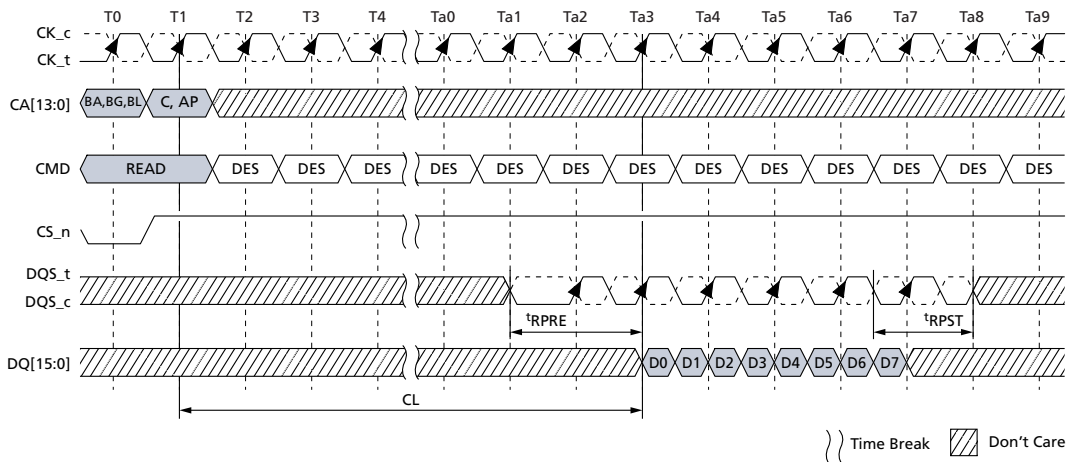 T0 T1 T2 T3 T4 Ta0 Ta1 Ta2 Ta3 Ta4 Ta5 Ta6 Ta7 Ta8 Ta9
CK_c
CK_t
CA[13:0] BA,BG,BL C, AP
CMD READ DES DES DES DES DES DES DES DES DES DES DES DES DES
CS_n
DQS_t
DQS_c
tRPRE tRPST
DQ[15:0] D0 D1 D2 D3 D4 D5 D6 D7
CL
Time Break Don't Care